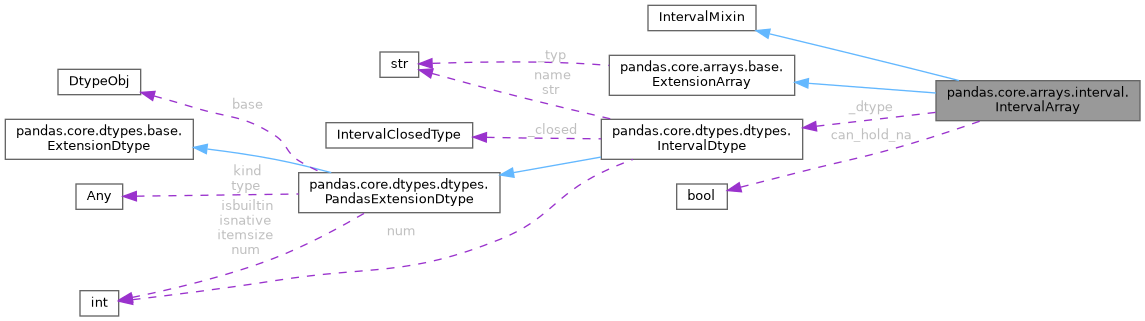 IntervalMixin
str
_typ
pandas.core.arrays.base.
ExtensionArray
name
str
DtypeObj
pandas.core.arrays.interval.
IntervalArray
base
_dtype
pandas.core.dtypes.base.
ExtensionDtype
IntervalClosedType
_closed
pandas.core.dtypes.dtypes.
IntervalDtype
can_hold_na
kind
type
Any
pandas.core.dtypes.dtypes.
PandasExtensionDtype
bool
isbuiltin
isnative
itemsize
num
num
int